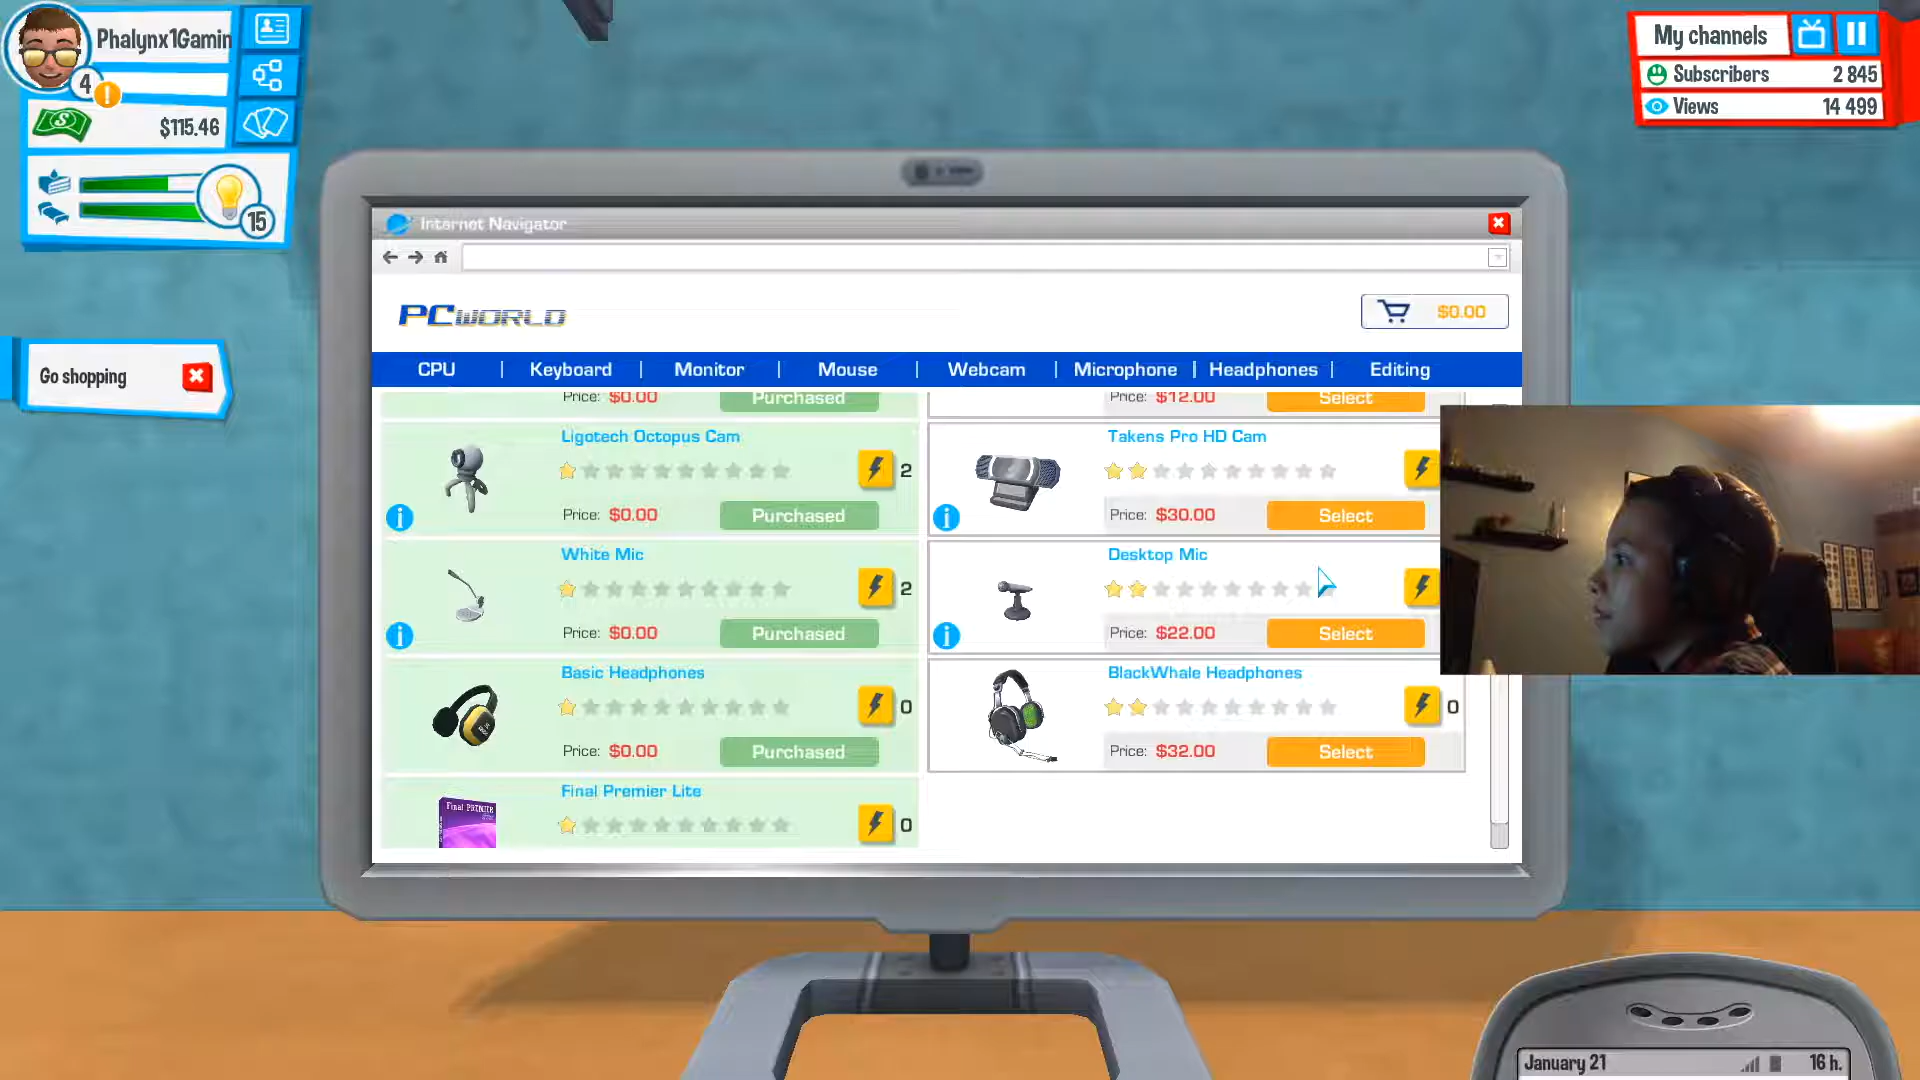 Phalynx1Gamin
4
!
$115.46
15
My channels
Subscribers 2 845
Views 14 499
Go shopping
Internet Navigator
PCWORLD
$0.00
CPU | Keyboard | Monitor | Mouse | Webcam | Microphone | Headphones | Editing
Price: $0.00 Purchased
Price: $12.00 Select
Ligotech Octopus Cam
2
Price: $0.00 Purchased
Takens Pro HD Cam
Price: $30.00 Select
White Mic
2
Price: $0.00 Purchased
Desktop Mic
Price: $22.00 Select
Basic Headphones
0
Price: $0.00 Purchased
BlackWhale Headphones
0
Price: $32.00 Select
Final Premier Lite
Final PREMIER
0
January 21 16 h.